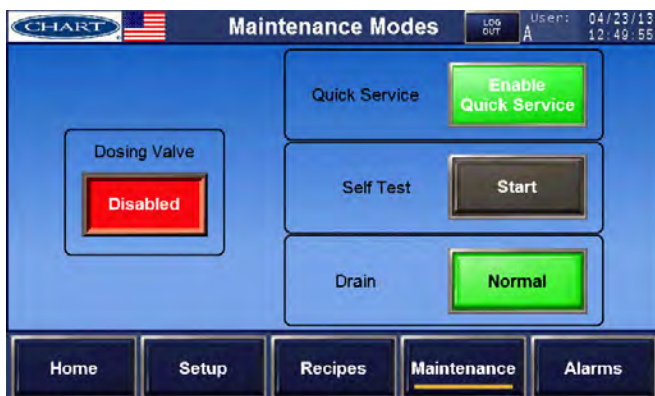 CHART
Maintenance Modes
LOG
OUT
User:
A
04/23/13
12:49:55
Quick Service
Enable
Quick Service
Dosing Valve
Disabled
Self Test
Start
Drain
Normal
Home
Setup
Recipes
Maintenance
Alarms